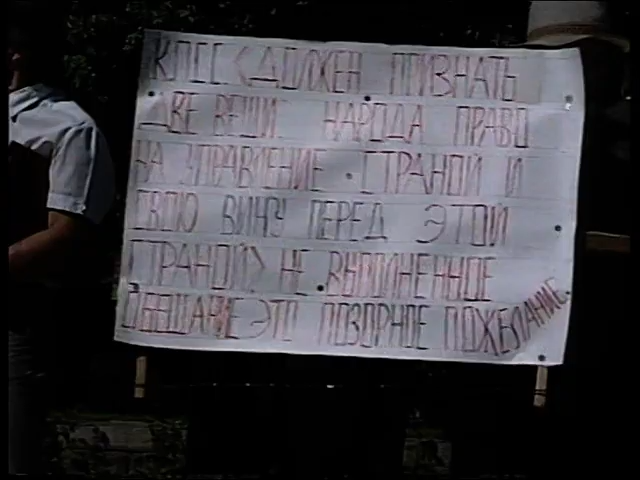 КПСС <ДОЛЖЕН ПРИЗНАТЬ
ДВЕ ВЕЩИ: НАРОДА ПРАВО
НА УПРАВЛЕНИЕ СТРАНОЙ И
СВОЮ ВИНУ ПЕРЕД ЭТОЙ
СТРАНОЙ> НЕ ВЫПОЛНЕННОЕ
ОБЕЩАНИЕ ЭТО ПОЗОРНОЕ ПОЖЕЛАНИЕ.